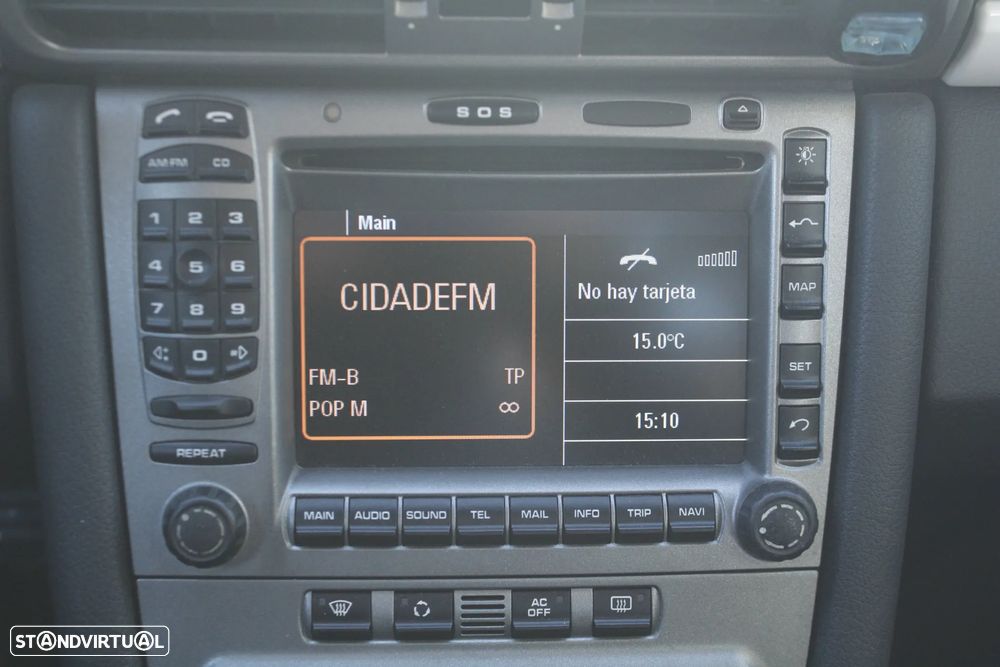 SOS
AM·FM CD
1 2 3
4 5 6
7 8 9
0
REPEAT
Main
CIDADEFM
FM-B TP
POP M
No hay tarjeta
15.0°C
15:10
MAP
SET
MAIN AUDIO SOUND TEL MAIL INFO TRIP NAVI
AC
OFF
STANDVIRTUAL